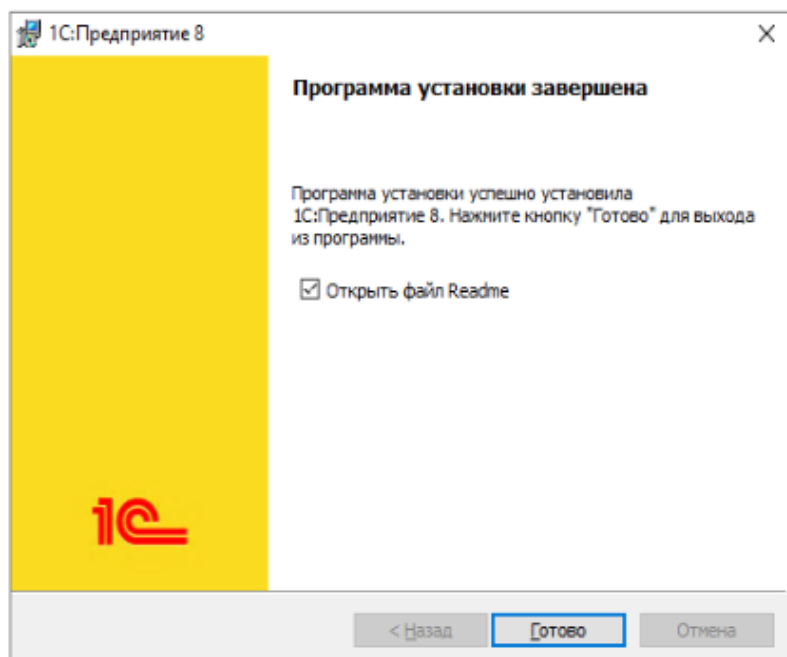 1С:Предприятие 8
Программа установки завершена
Программа установки успешно установила
1С:Предприятие 8. Нажмите кнопку "Готово" для выхода
из программы.
Открыть файл Readme
1С
< Назад
Готово
Отмена